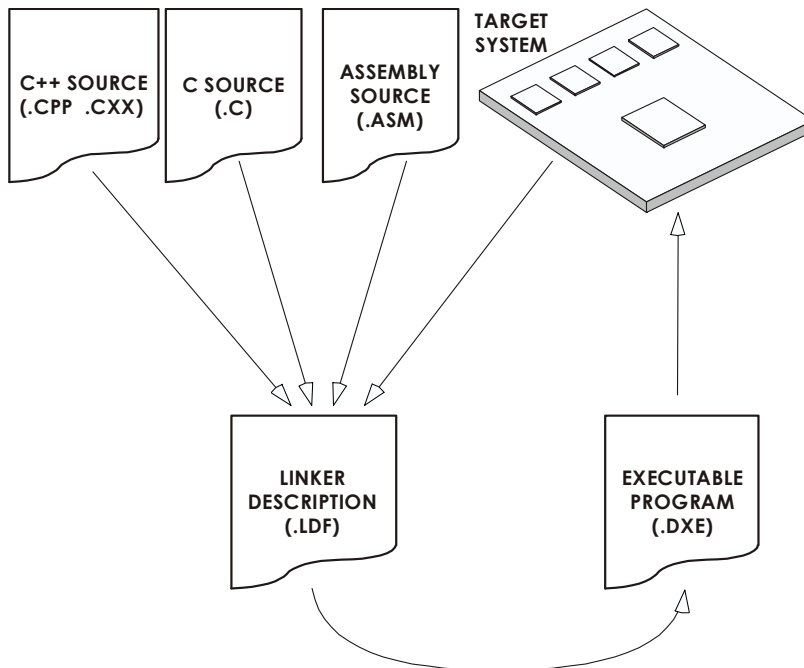 C++ SOURCE
(.CPP .CXX)
C SOURCE
(.C)
ASSEMBLY
SOURCE
(.ASM)
TARGET
SYSTEM
LINKER
DESCRIPTION
(.LDF)
EXECUTABLE
PROGRAM
(.DXE)